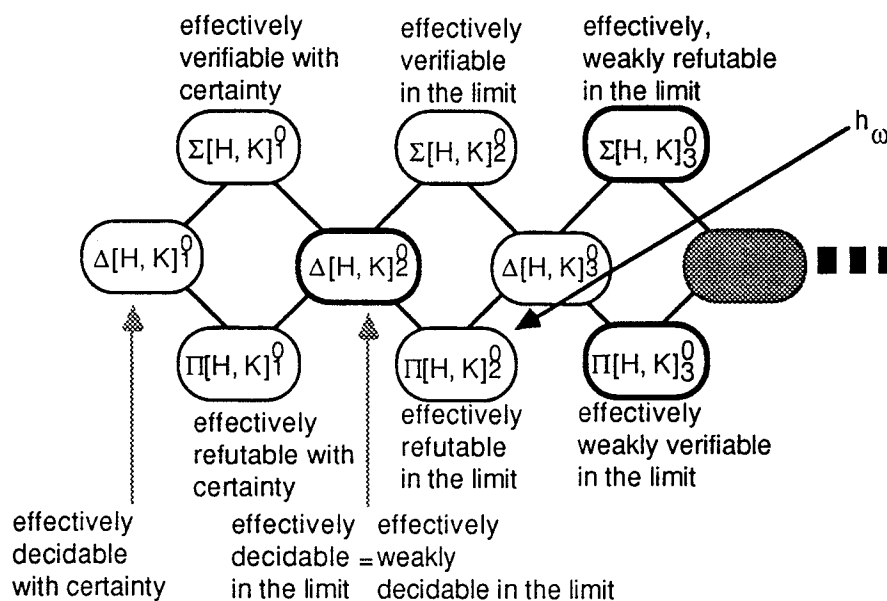 effectively
verifiable with
certainty
effectively
verifiable
in the limit
effectively,
weakly refutable
in the limit
h ω
Σ[H, K]⁰₁
Σ[H, K]⁰₂
Σ[H, K]⁰₃
Δ[H, K]⁰₁
Δ[H, K]⁰₂
Δ[H, K]⁰₃
Π[H, K]⁰₁
Π[H, K]⁰₂
Π[H, K]⁰₃
effectively
refutable with
certainty
effectively
refutable
in the limit
effectively
weakly verifiable
in the limit
effectively
decidable
with certainty
effectively
decidable =
in the limit
effectively
weakly
decidable in the limit